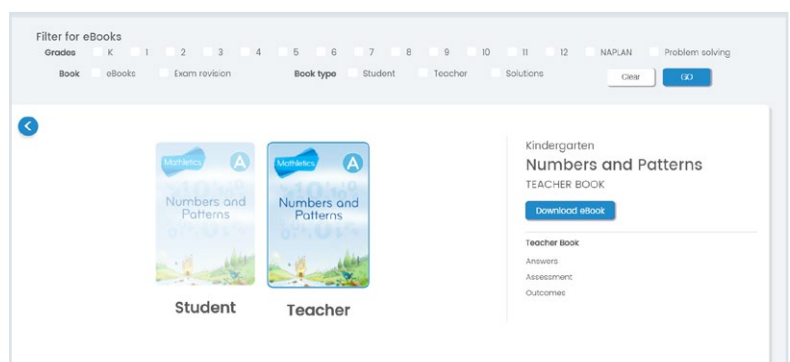 Filter for eBooks
Grades K 1 2 3 4 5 6 7 8 9 10 11 12 NAPLAN Problem solving
Book eBooks Exam revision Book type Student Teacher Solutions Clear GO
Mathletics A
Numbers and
Patterns
Student
Mathletics A
Numbers and
Patterns
Teacher
Kindergarten
Numbers and Patterns
TEACHER BOOK
Download eBook
Teacher Book
Answers
Assessment
Outcomes